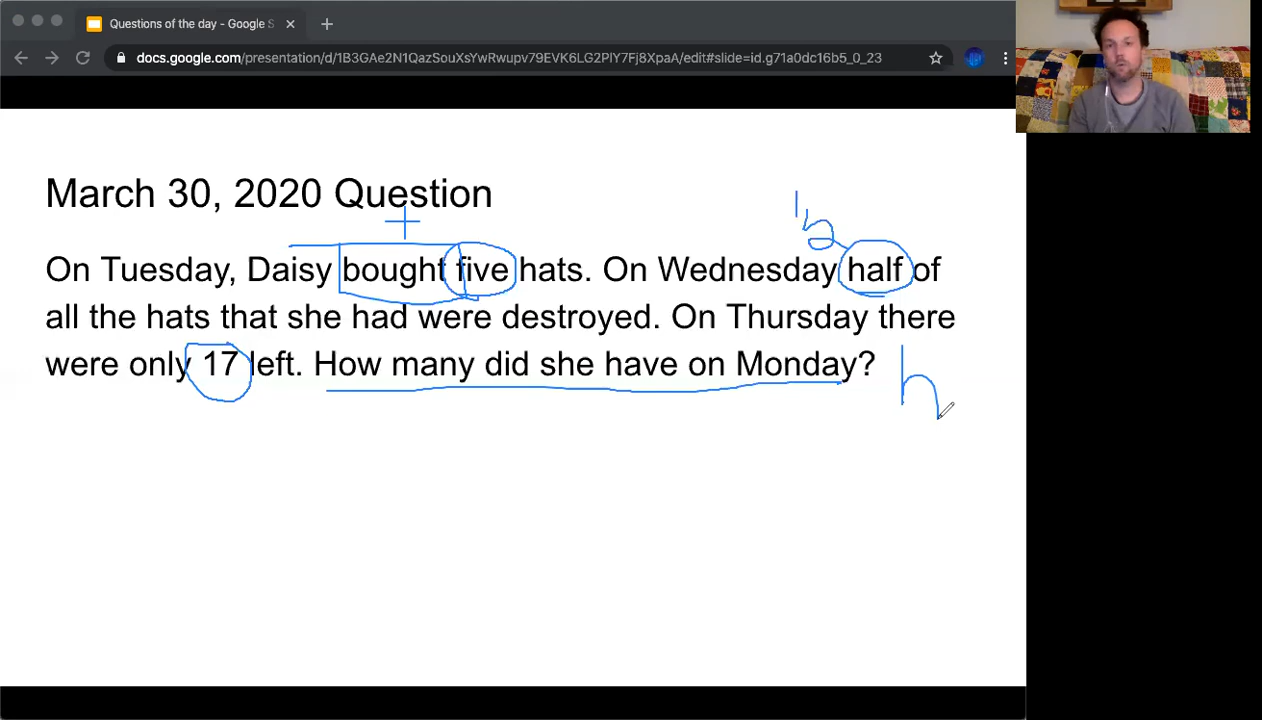 Questions of the day - Google S
docs.google.com/presentation/d/1B3GAe2N1QazSouXsYwRwupv79EVK6LG2PlY7Fj8XpaA/edit#slide=id.g71a0dc16b5_0_23
March 30, 2020 Question
+
1/2
On Tuesday, Daisy bought five hats. On Wednesday half of
all the hats that she had were destroyed. On Thursday there
were only 17 left. How many did she have on Monday?
h